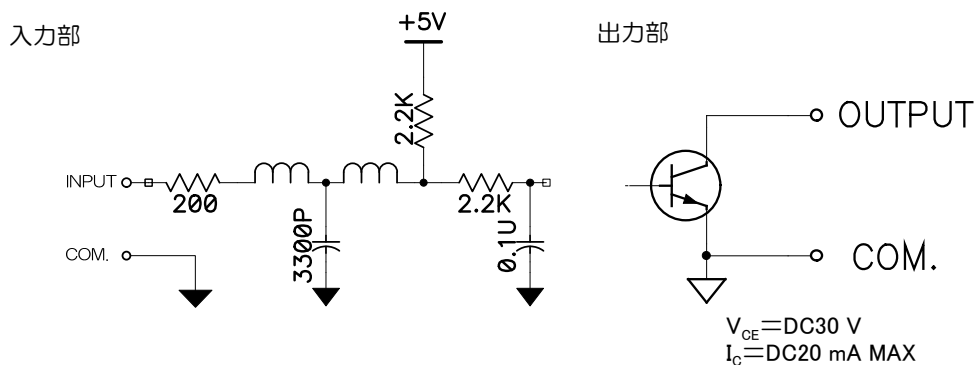 入力部
出力部
+5V
2.2K
INPUT
200
3300P
2.2K
0.1U
COM.
OUTPUT
COM.
VCE=DC30 V
IC=DC20 mA MAX